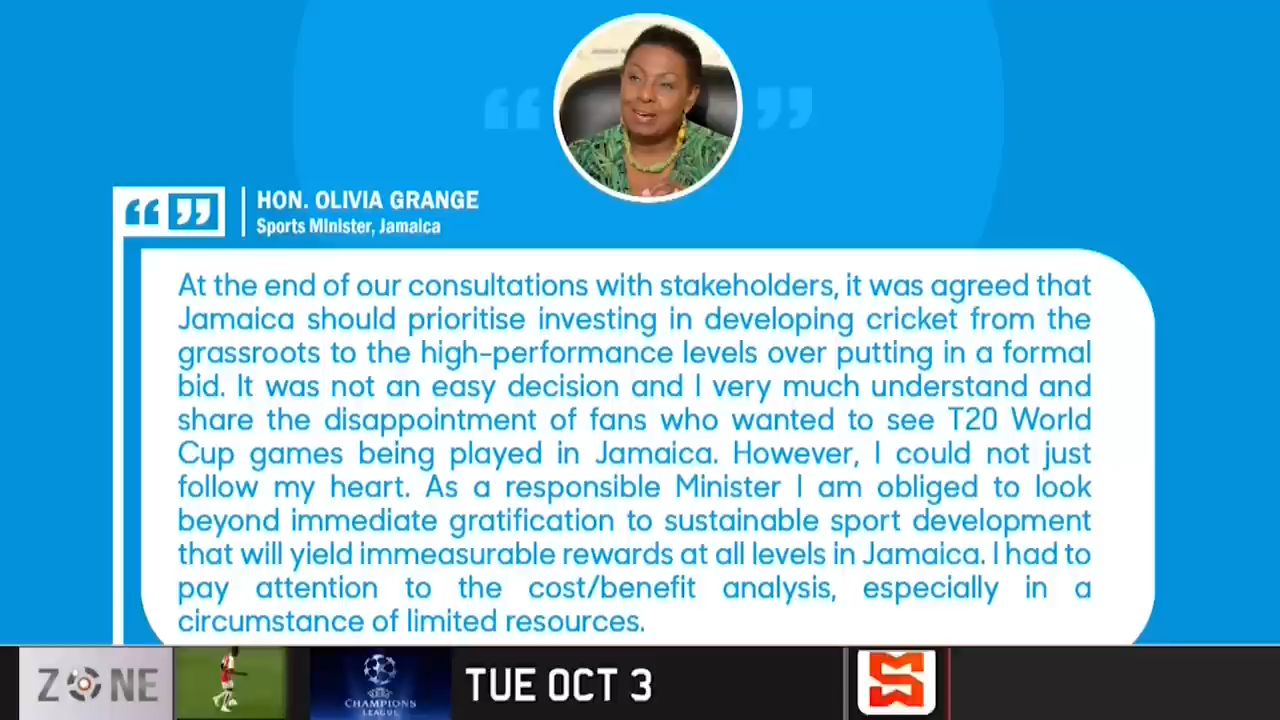 HON. OLIVIA GRANGE
Sports Minister, Jamaica
At the end of our consultations with stakeholders, it was agreed that
Jamaica should prioritise investing in developing cricket from the
grassroots to the high-performance levels over putting in a formal
bid. It was not an easy decision and I very much understand and
share the disappointment of fans who wanted to see T20 World
Cup games being played in Jamaica. However, I could not just
follow my heart. As a responsible Minister I am obliged to look
beyond immediate gratification to sustainable sport development
that will yield immeasurable rewards at all levels in Jamaica. I had to
pay attention to the cost/benefit analysis, especially in a
circumstance of limited resources.
ZONE
CHAMPIONS
LEAGUE
TUE OCT 3